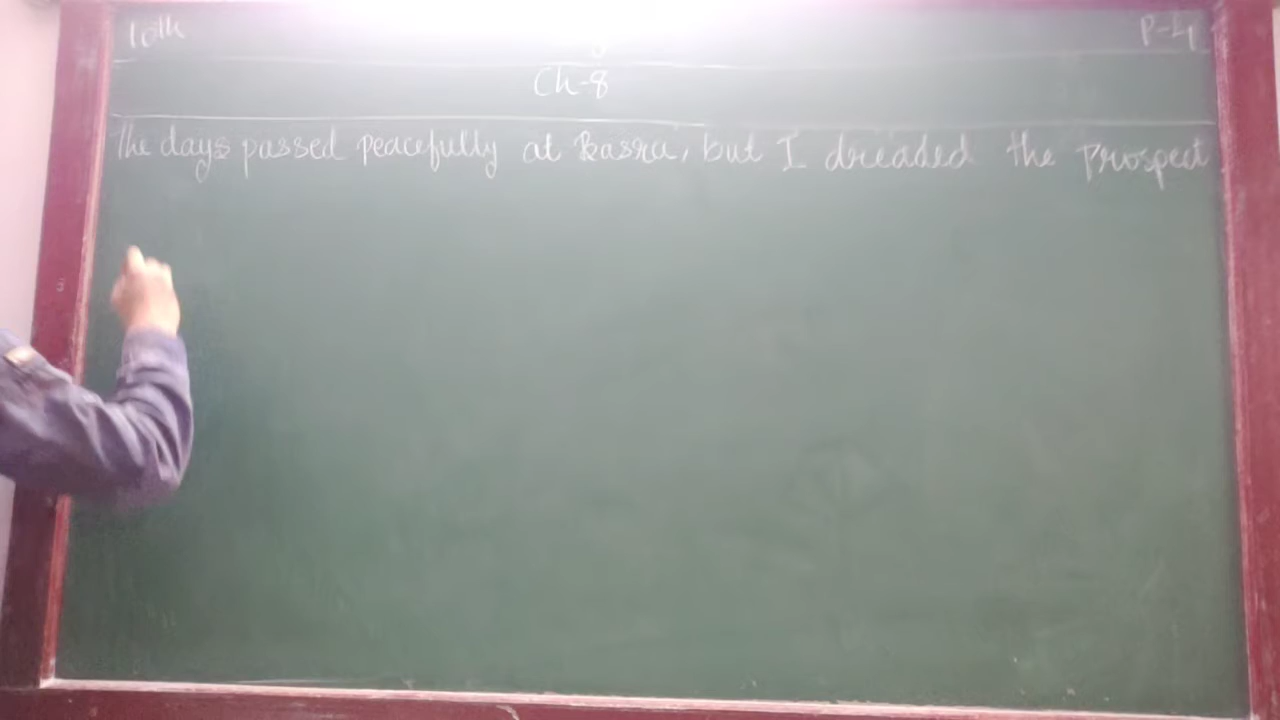 10th
P-4
Ch-8
The days passed peacefully at Basra, but I dreaded the prospect